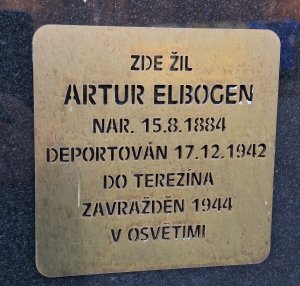 ZDE ŽIL
ARTUR ELBOGEN
NAR. 15.8.1884
DEPORTOVÁN 17.12.1942
DO TEREZÍNA
ZAVRAŽDĚN 1944
V OSVĚTIMI